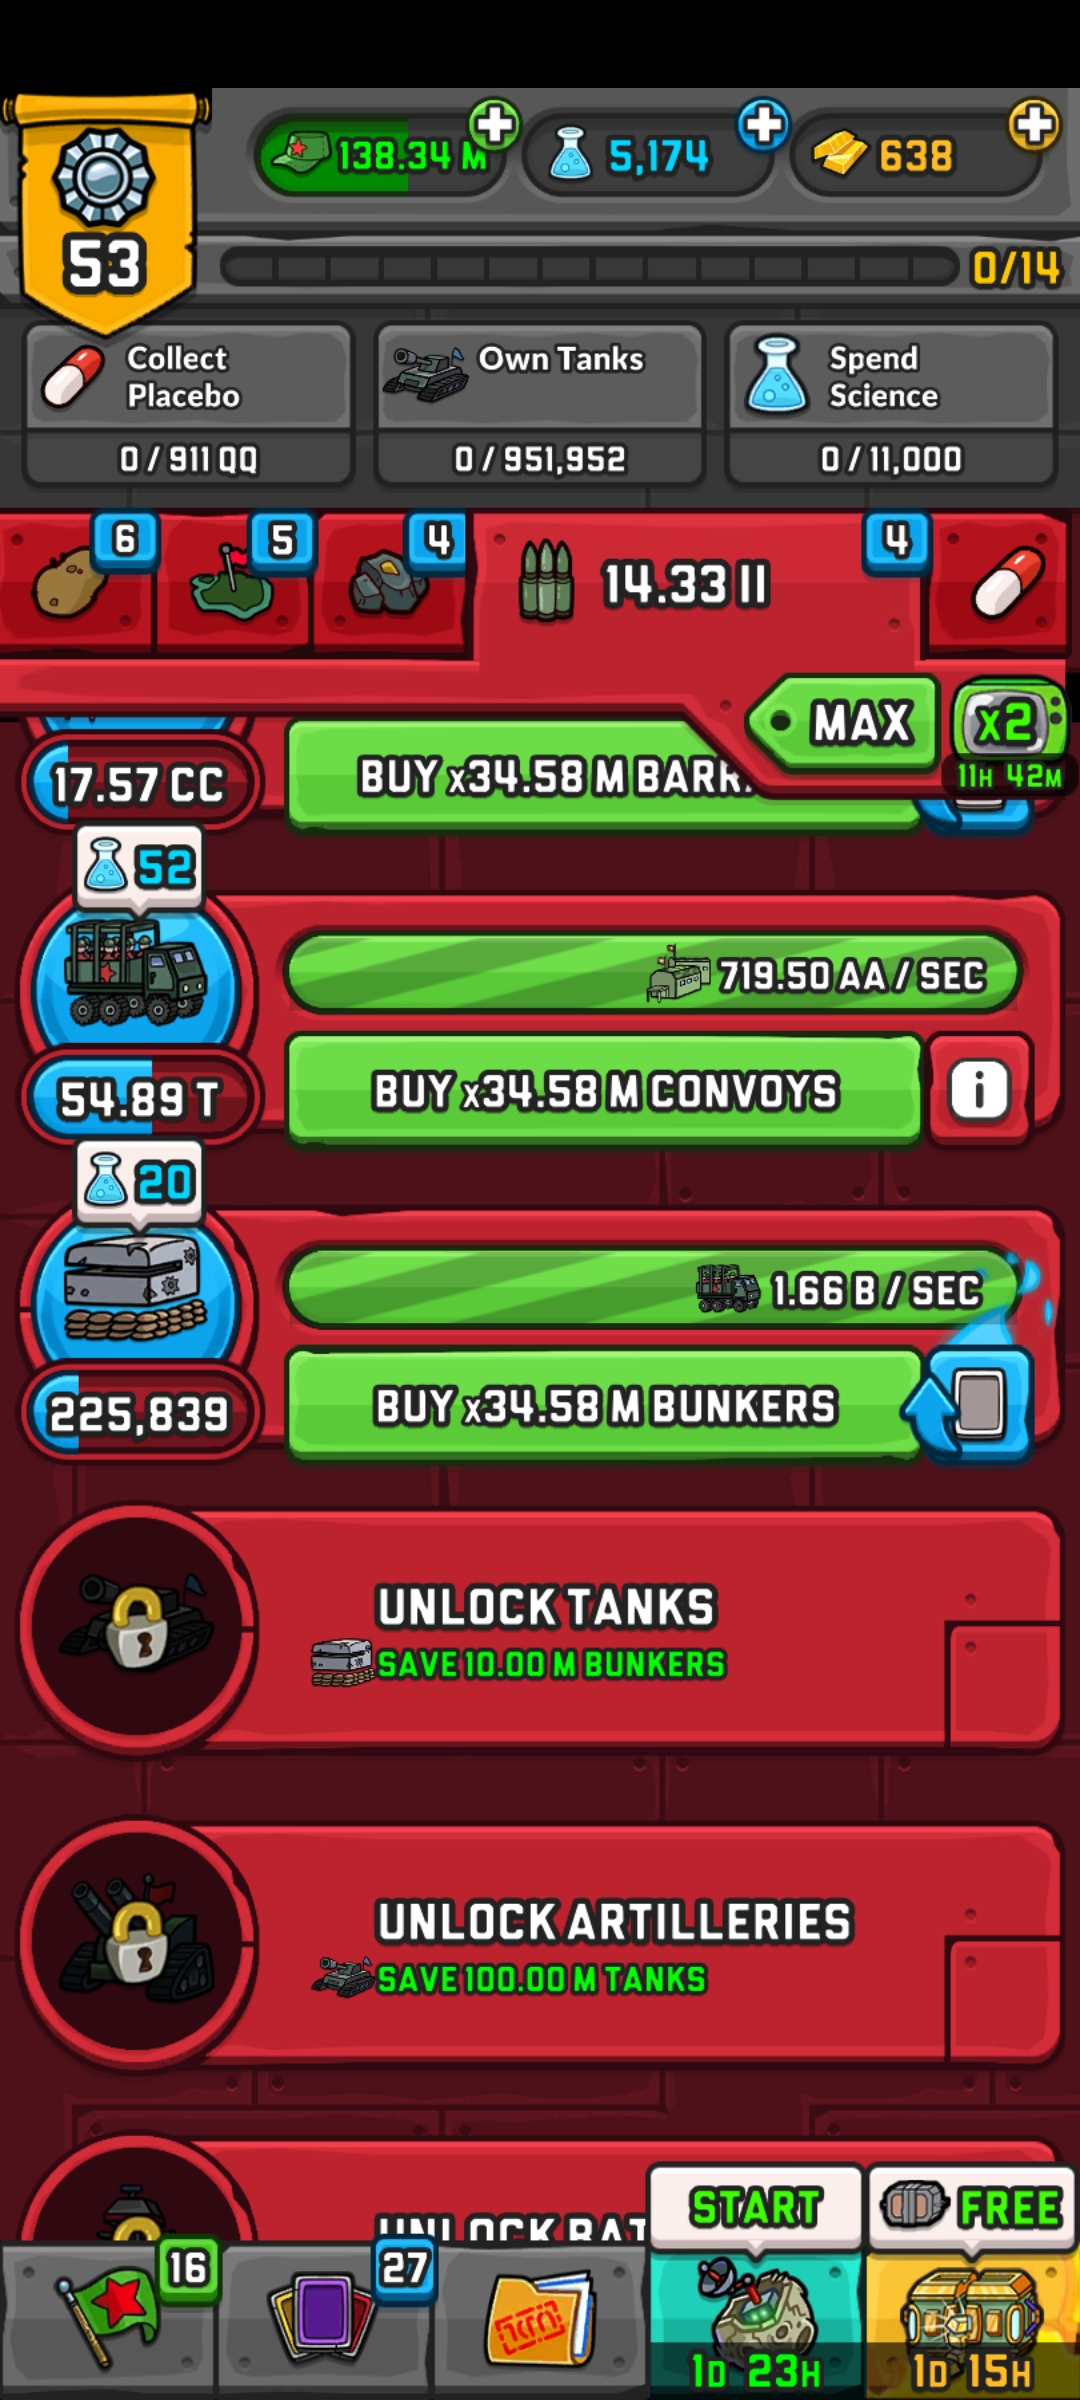 138.34 M
5,174
638
53
0/14
Collect
Placebo
Own Tanks
Spend
Science
0 / 911 QQ
0 / 951,952
0 / 11,000
6
5
4
14.33 II
4
MAX
x2
11H 42M
17.57 CC
BUY x34.58 M BARR
52
719.50 AA / SEC
54.89 T
BUY x34.58 M CONVOYS
i
20
1.66 B / SEC
225,839
BUY x34.58 M BUNKERS
UNLOCK TANKS
SAVE 10.00 M BUNKERS
UNLOCK ARTILLERIES
SAVE 100.00 M TANKS
UNLOCK BAT
START
FREE
16
27
1D 23H
1D 15H